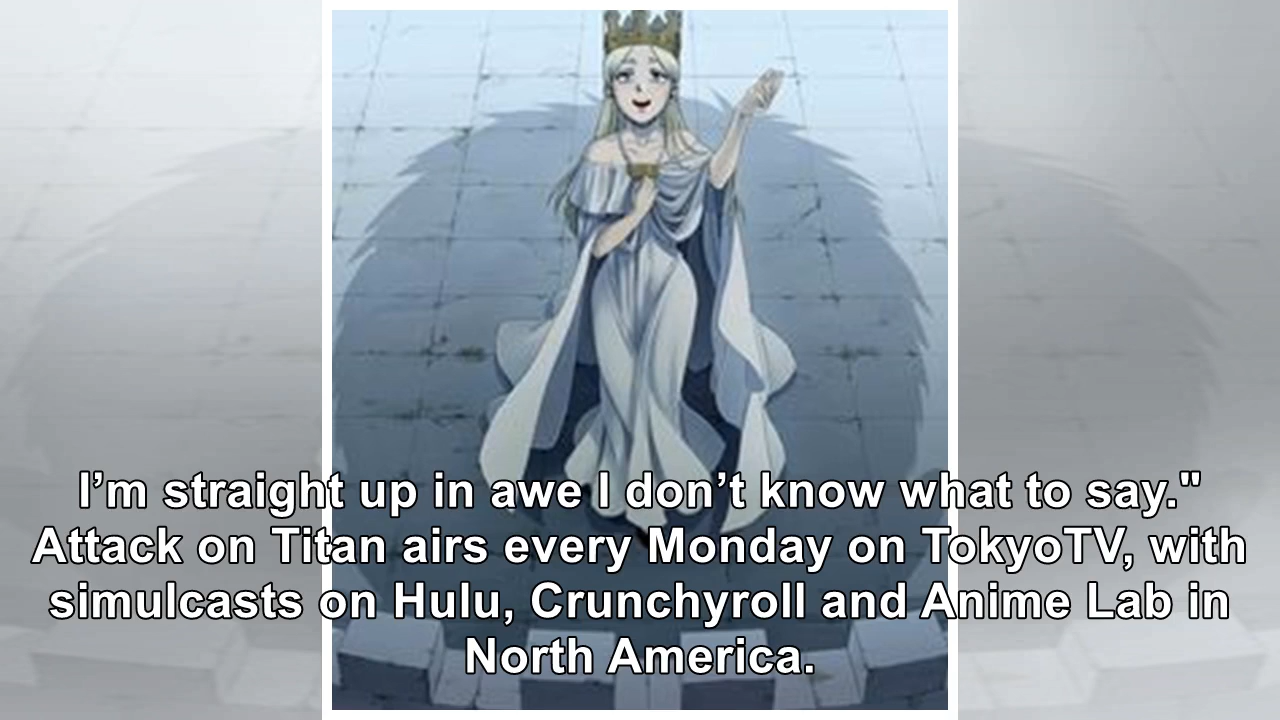 I’m straight up in awe I don’t know what to say."
Attack on Titan airs every Monday on TokyoTV, with
simulcasts on Hulu, Crunchyroll and Anime Lab in
North America.